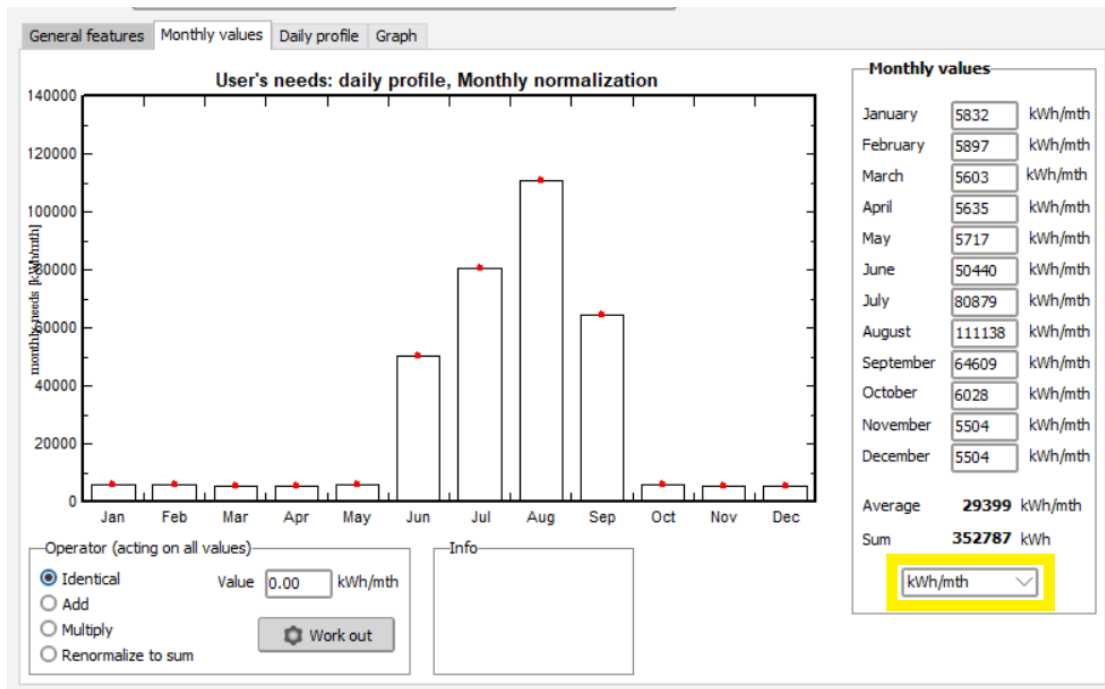 General features Monthly values Daily profile Graph
User's needs: daily profile, Monthly normalization
monthly needs [kWh/mth]
140000
120000
100000
80000
60000
40000
20000
0
Jan Feb Mar Apr May Jun Jul Aug Sep Oct Nov Dec
Monthly values
January 5832 kWh/mth
February 5897 kWh/mth
March 5603 kWh/mth
April 5635 kWh/mth
May 5717 kWh/mth
June 50440 kWh/mth
July 80879 kWh/mth
August 111138 kWh/mth
September 64609 kWh/mth
October 6028 kWh/mth
November 5504 kWh/mth
December 5504 kWh/mth
Average 29399 kWh/mth
Sum 352787 kWh
kWh/mth
Operator (acting on all values)
Identical Value 0.00 kWh/mth
Add
Multiply Work out
Renormalize to sum
Info